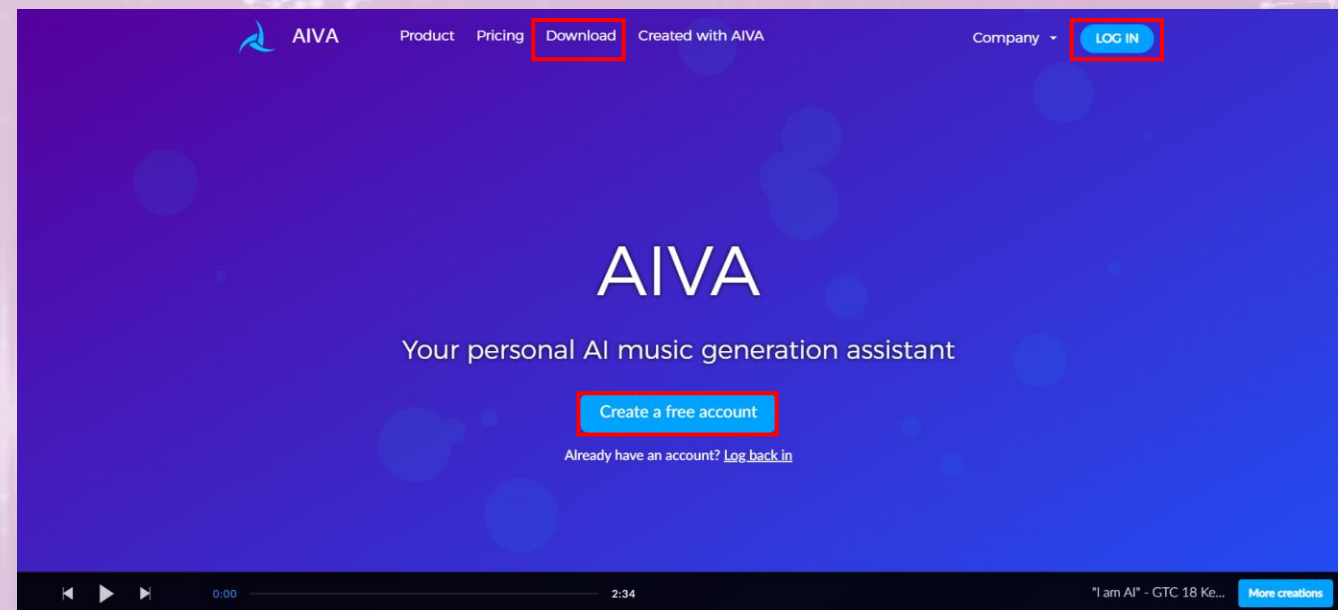 AIVA Product Pricing Download Created with AIVA Company LOG IN
AIVA
Your personal AI music generation assistant
Create a free account
Already have an account? Log back in
0:00 2:34 "I am AI" - GTC 18 Ke... More creations